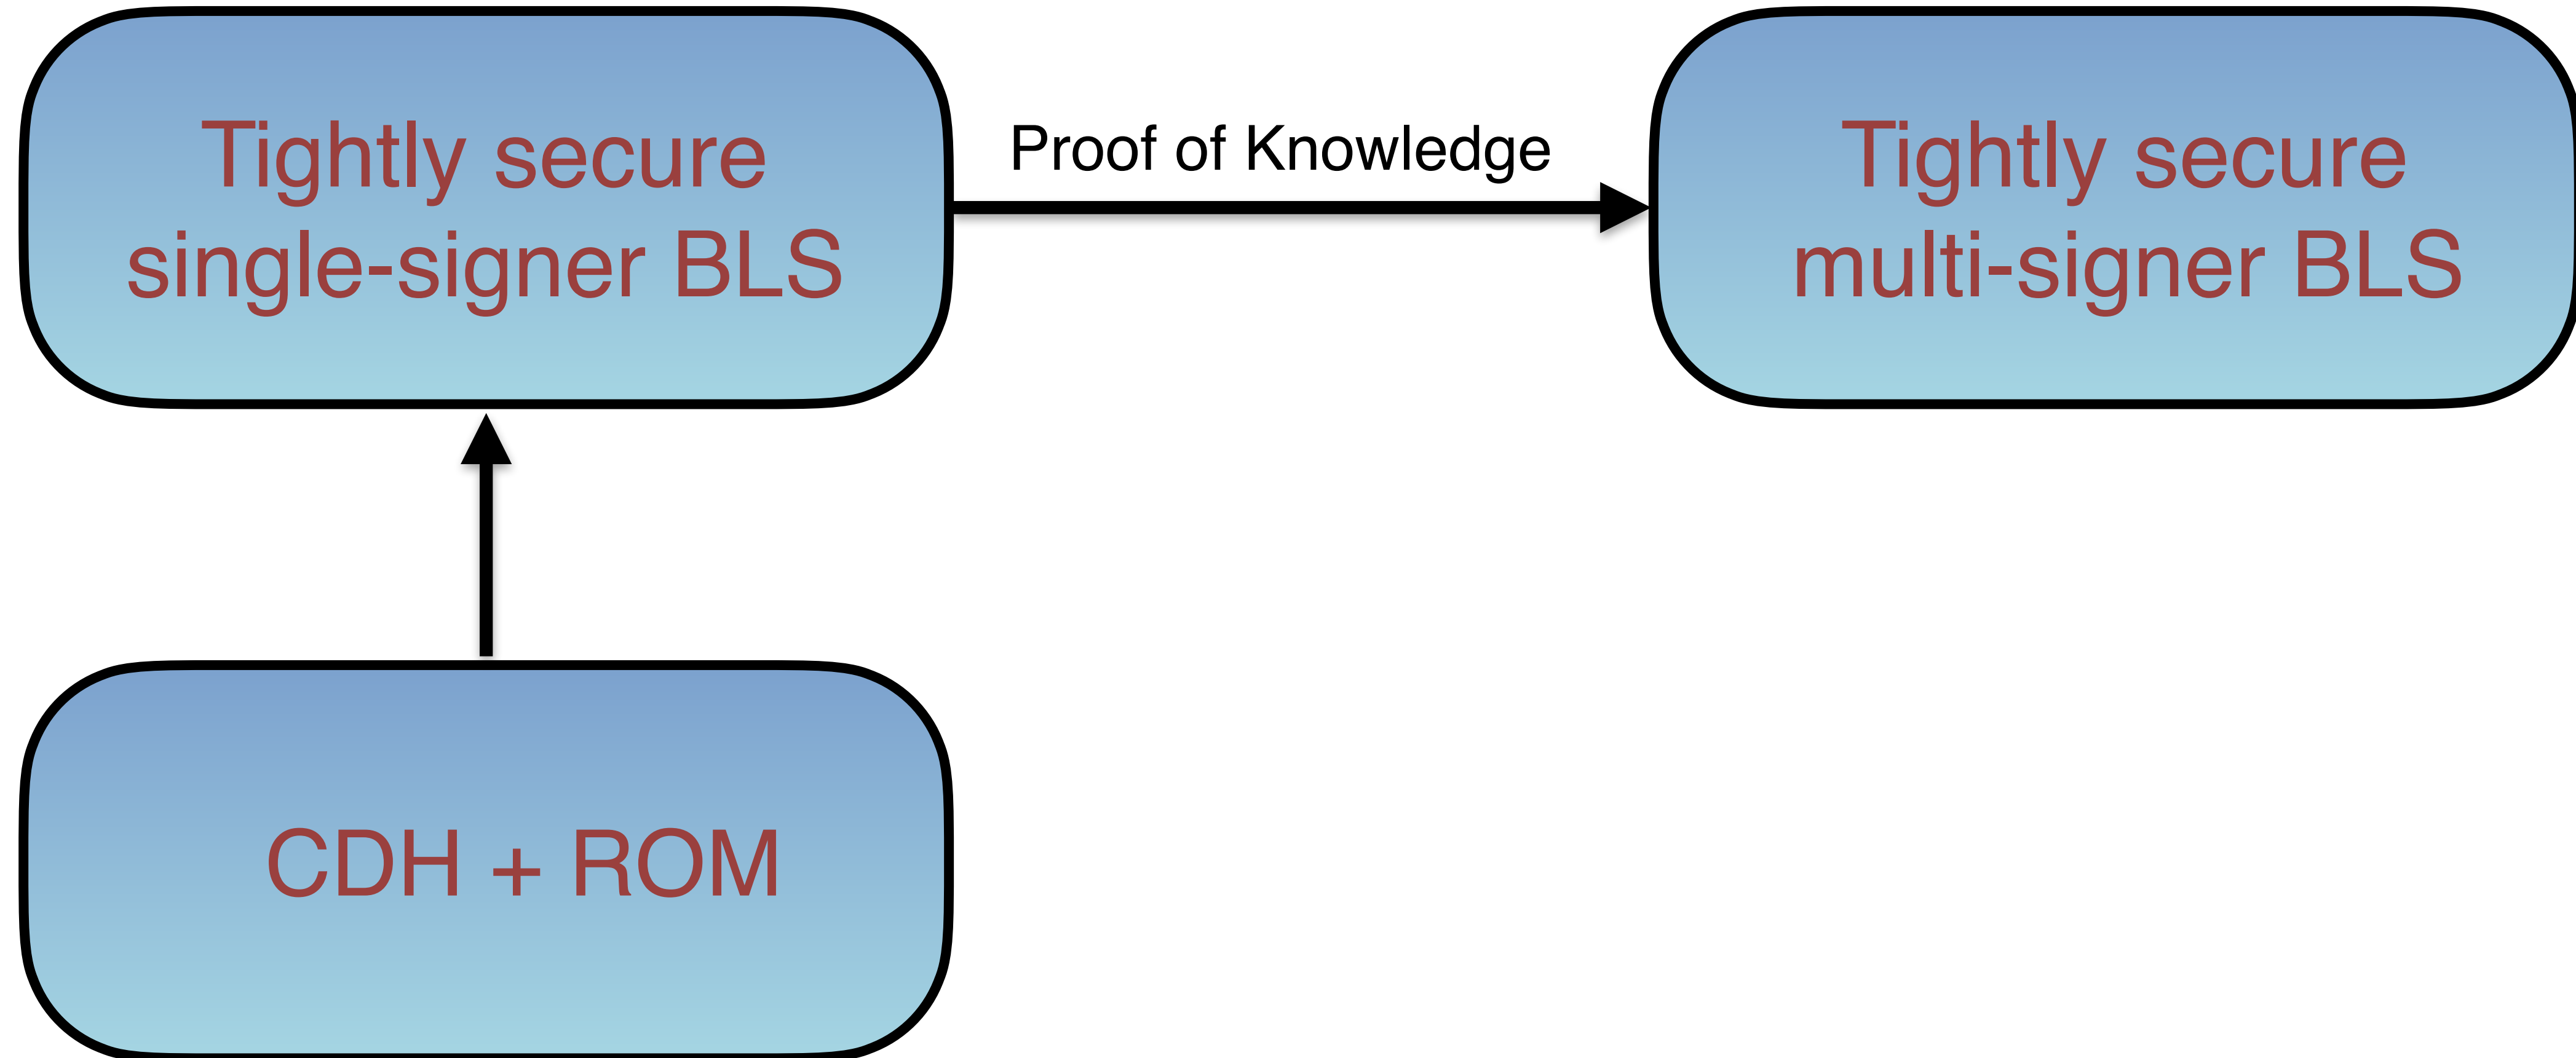 Tightly secure
single-signer BLS
Proof of Knowledge
Tightly secure
multi-signer BLS
CDH + ROM